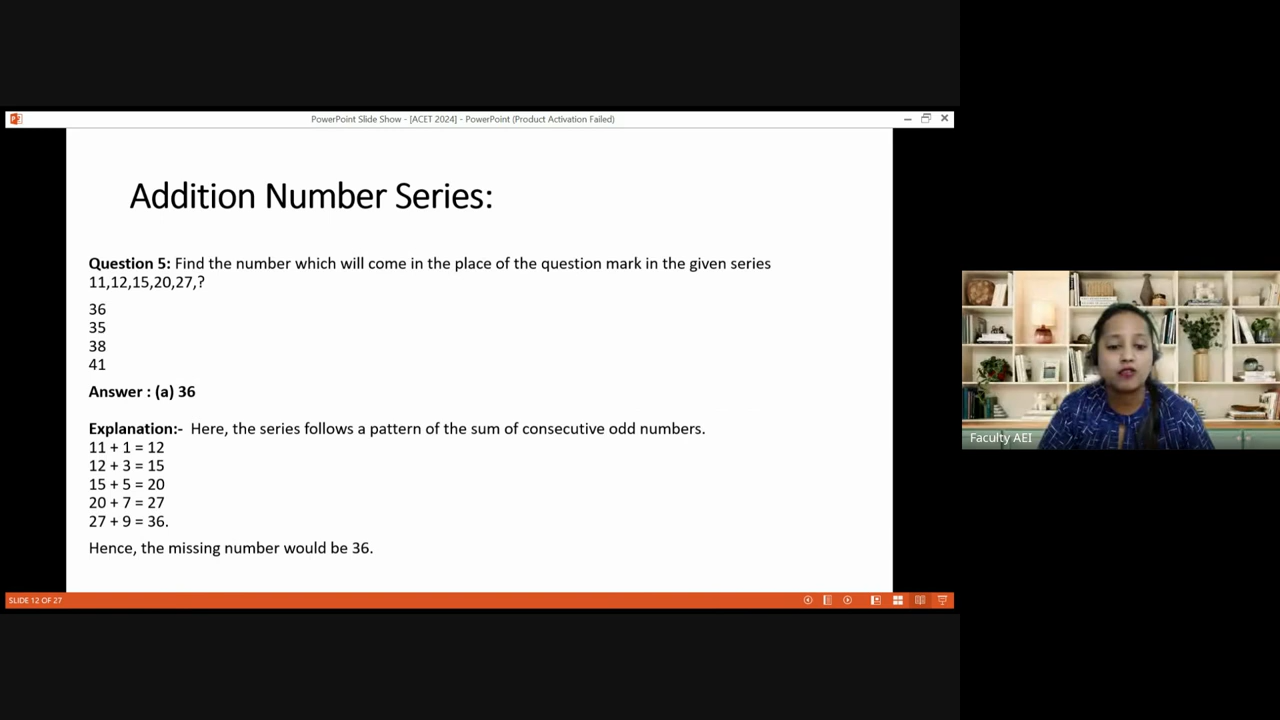 PowerPoint Slide Show - [ACET 2024] - PowerPoint (Product Activation Failed)
Addition Number Series:
Question 5: Find the number which will come in the place of the question mark in the given series
11,12,15,20,27,?
36
35
38
41
Answer : (a) 36
Explanation:- Here, the series follows a pattern of the sum of consecutive odd numbers.
11 + 1 = 12
12 + 3 = 15
15 + 5 = 20
20 + 7 = 27
27 + 9 = 36.
Hence, the missing number would be 36.
SLIDE 12 OF 27
Faculty AEI